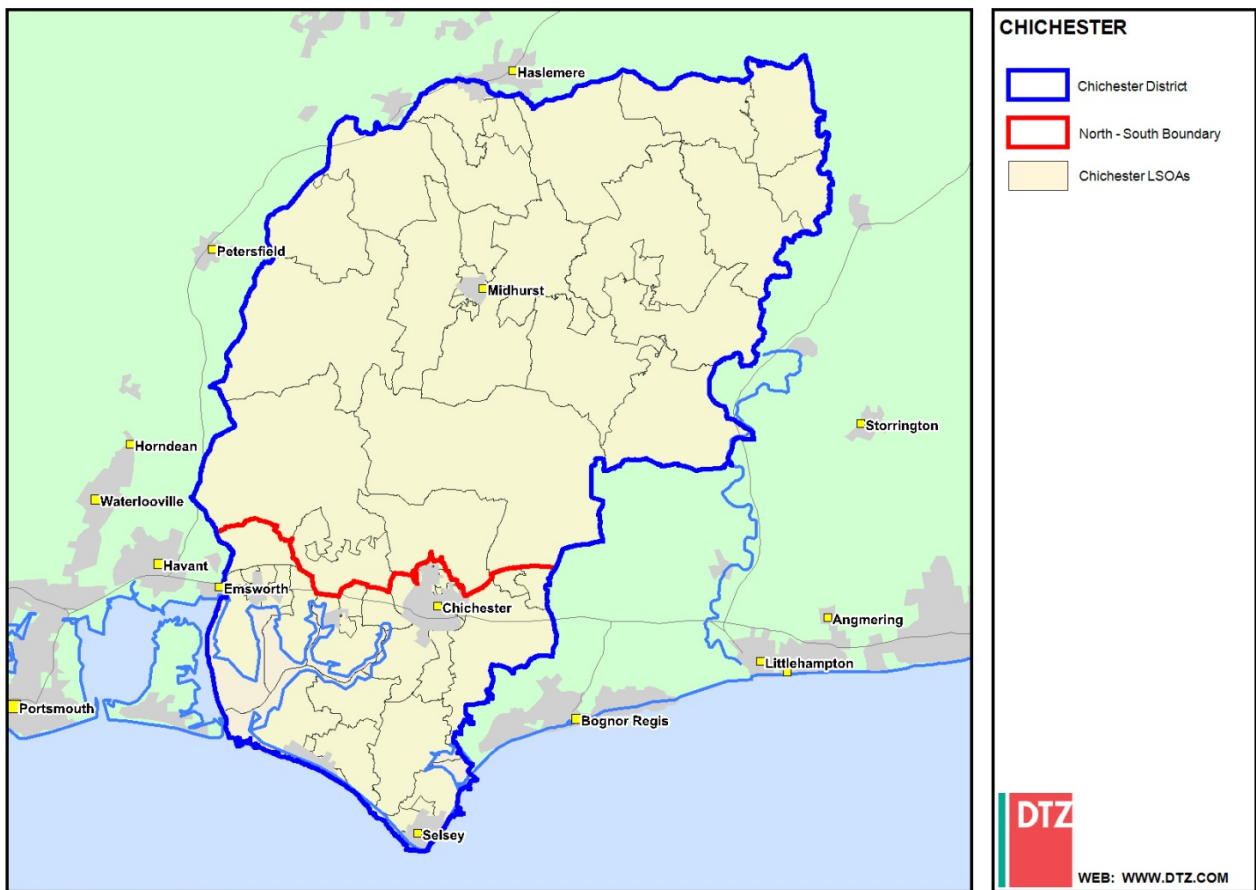 CHICHESTER
Chichester District
North - South Boundary
Chichester LSOAs
Haslemere
Petersfield
Midhurst
Storrington
Horndean
Waterlooville
Havant
Emsworth
Chichester
Angmering
Littlehampton
Portsmouth
Bognor Regis
Selsey
DTZ
WEB: WWW.DTZ.COM